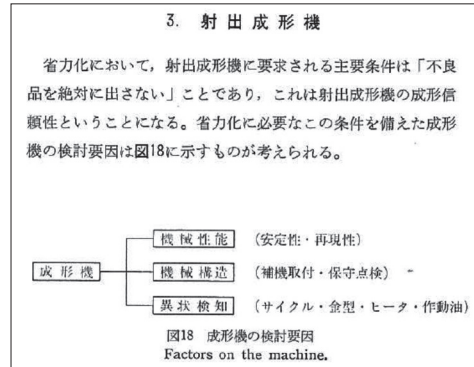 3. 射出成形機
省力化において，射出成形機に要求される主要条件は「不良
品を絶対に出さない」ことであり，これは射出成形機の成形信
頼性ということになる。省力化に必要なこの条件を備えた成形
機の検討要因は図18に示すものが考えられる。
機械性能 (安定性・再現性)
成形機 機械構造 (補機取付・保守点検)
異状検知 (サイクル・金型・ヒータ・作動油)
図18 成形機の検討要因
Factors on the machine.